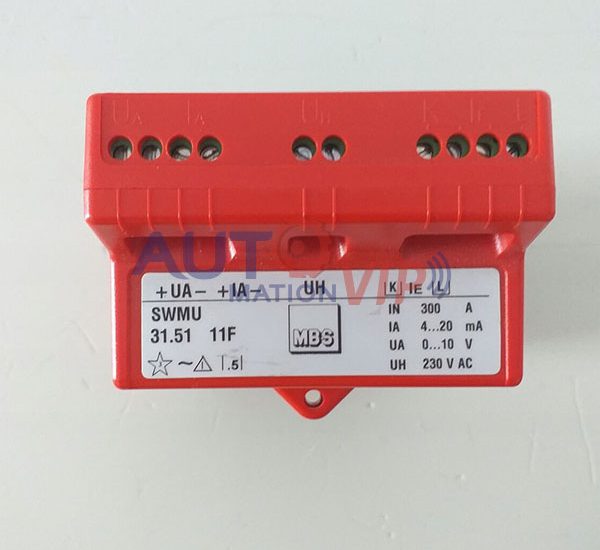 UA IA UH K IE L
+UA- +IA- UH K IE L
SWMU
31.51 11F
MBS
IN 300 A
IA 4...20 mA
UA 0...10 V
UH 230 V AC
~ .5
AUTOMATION VIP